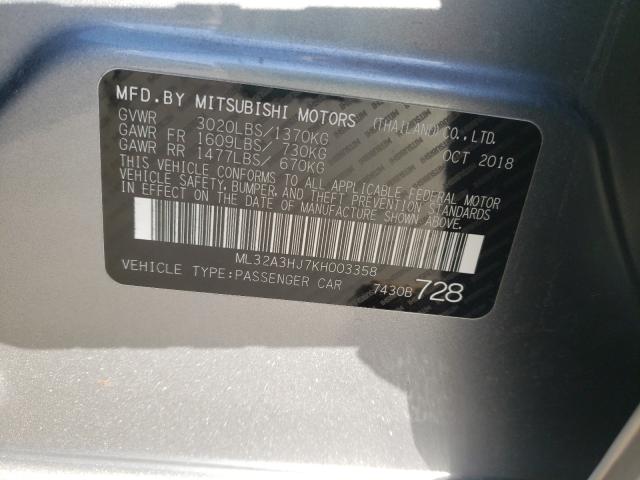 MFD.BY MITSUBISHI MOTORS (THAILAND)CO.,LTD.
GVWR 3020LBS/1370KG
GAWR FR 1609LBS/ 730KG OCT 2018
GAWR RR 1477LBS/ 670KG
THIS VEHICLE CONFORMS TO ALL APPLICABLE FEDERAL MOTOR
VEHICLE SAFETY, BUMPER, AND THEFT PREVENTION STANDARDS
IN EFFECT ON THE DATE OF MANUFACTURE SHOWN ABOVE.
ML32A3HJ7KH003358
VEHICLE TYPE:PASSENGER CAR 7430B 728